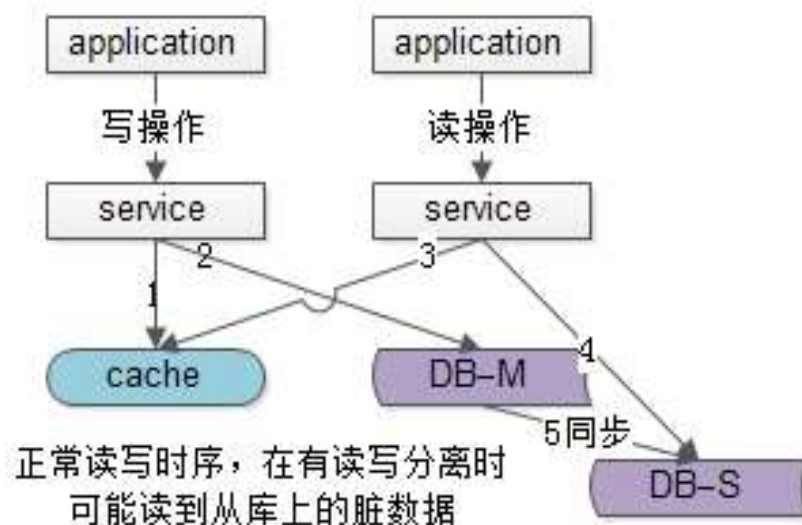 application
application
写操作
读操作
service
service
2
3
1
4
cache
DB-M
5同步
DB-S
正常读写时序，在有读写分离时
可能读到从库上的脏数据